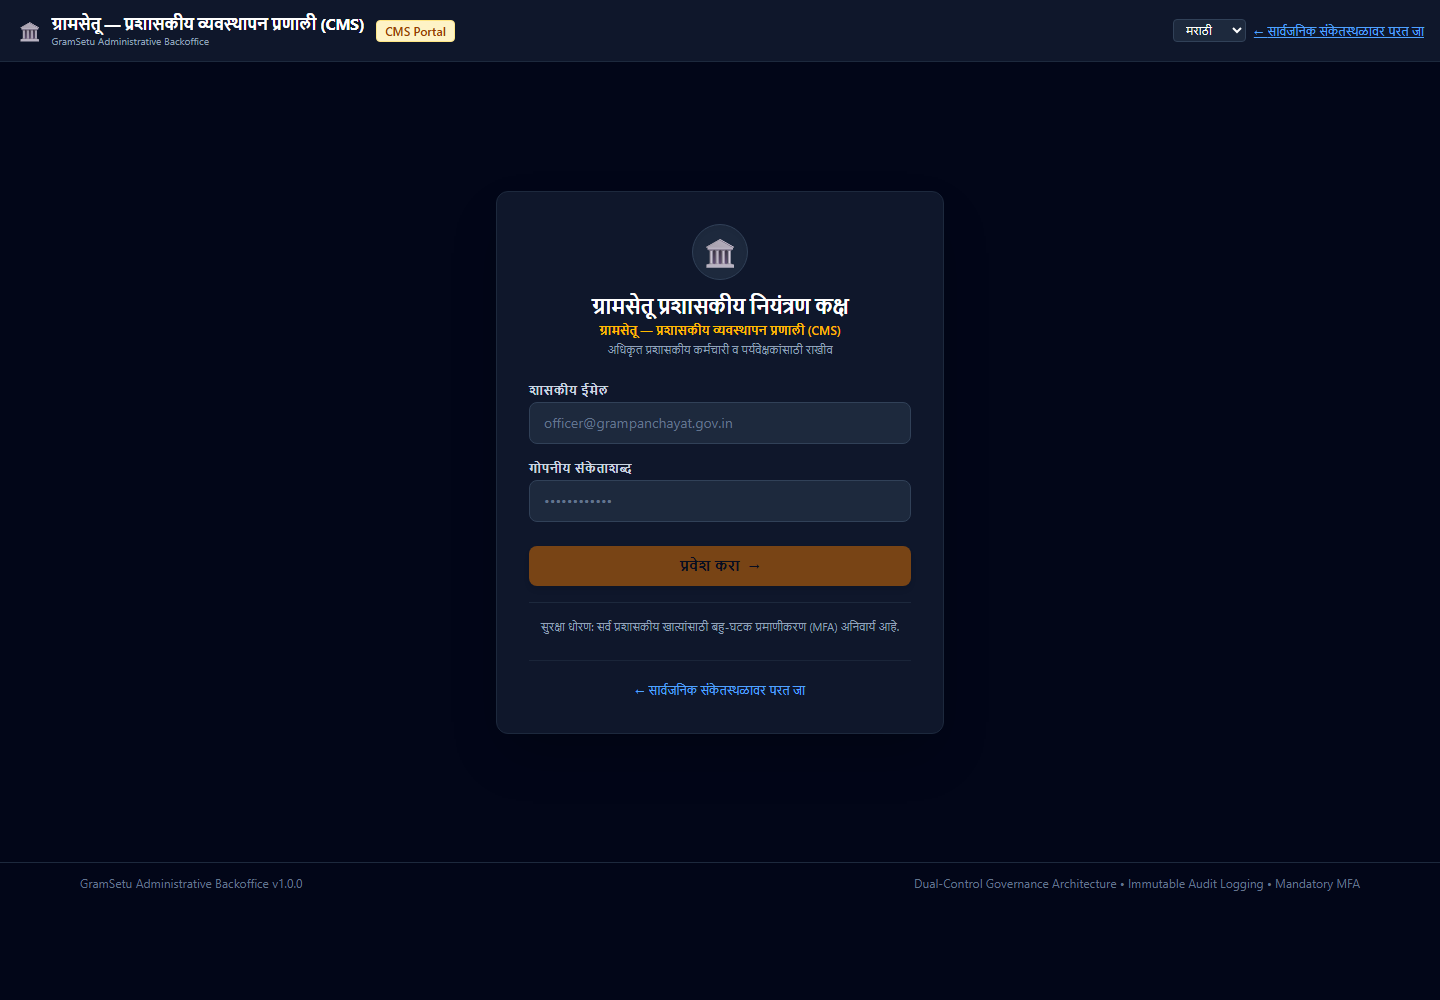 ग्रामसेतू — प्रशासकीय व्यवस्थापन प्रणाली (CMS)
GramSetu Administrative Backoffice
CMS Portal
मराठी
← सार्वजनिक संकेतस्थळावर परत जा
ग्रामसेतू प्रशासकीय नियंत्रण कक्ष
ग्रामसेतू — प्रशासकीय व्यवस्थापन प्रणाली (CMS)
अधिकृत प्रशासकीय कर्मचारी व पर्यवेक्षकांसाठी राखीव
शासकीय ईमेल
officer@grampanchayat.gov.in
गोपनीय संकेताशब्द
••••••••••••
प्रवेश करा →
सुरक्षा धोरण: सर्व प्रशासकीय खात्यांसाठी बहु-घटक प्रमाणीकरण (MFA) अनिवार्य आहे.
← सार्वजनिक संकेतस्थळावर परत जा
GramSetu Administrative Backoffice v1.0.0
Dual-Control Governance Architecture • Immutable Audit Logging • Mandatory MFA